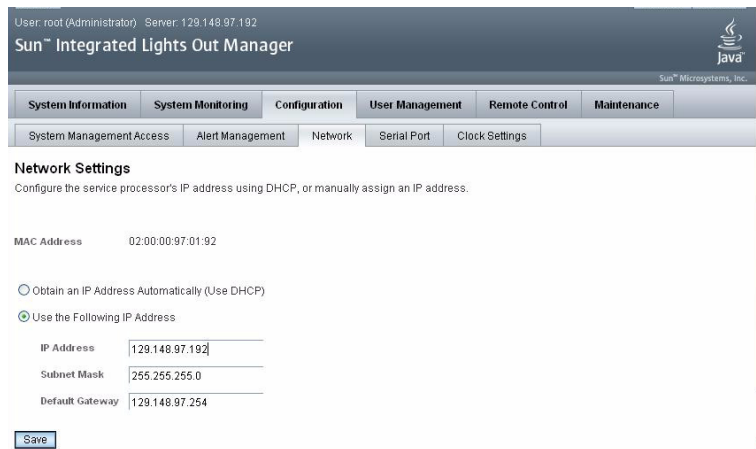 User: root (Administrator) Server: 129.148.97.192
Sun™ Integrated Lights Out Manager
Java™
Sun™ Microsystems, Inc.
System Information System Monitoring Configuration User Management Remote Control Maintenance
System Management Access Alert Management Network Serial Port Clock Settings
Network Settings
Configure the service processor's IP address using DHCP, or manually assign an IP address.
MAC Address 02:00:00:97:01:92
Obtain an IP Address Automatically (Use DHCP)
Use the Following IP Address
IP Address 129.148.97.192
Subnet Mask 255.255.255.0
Default Gateway 129.148.97.254
Save